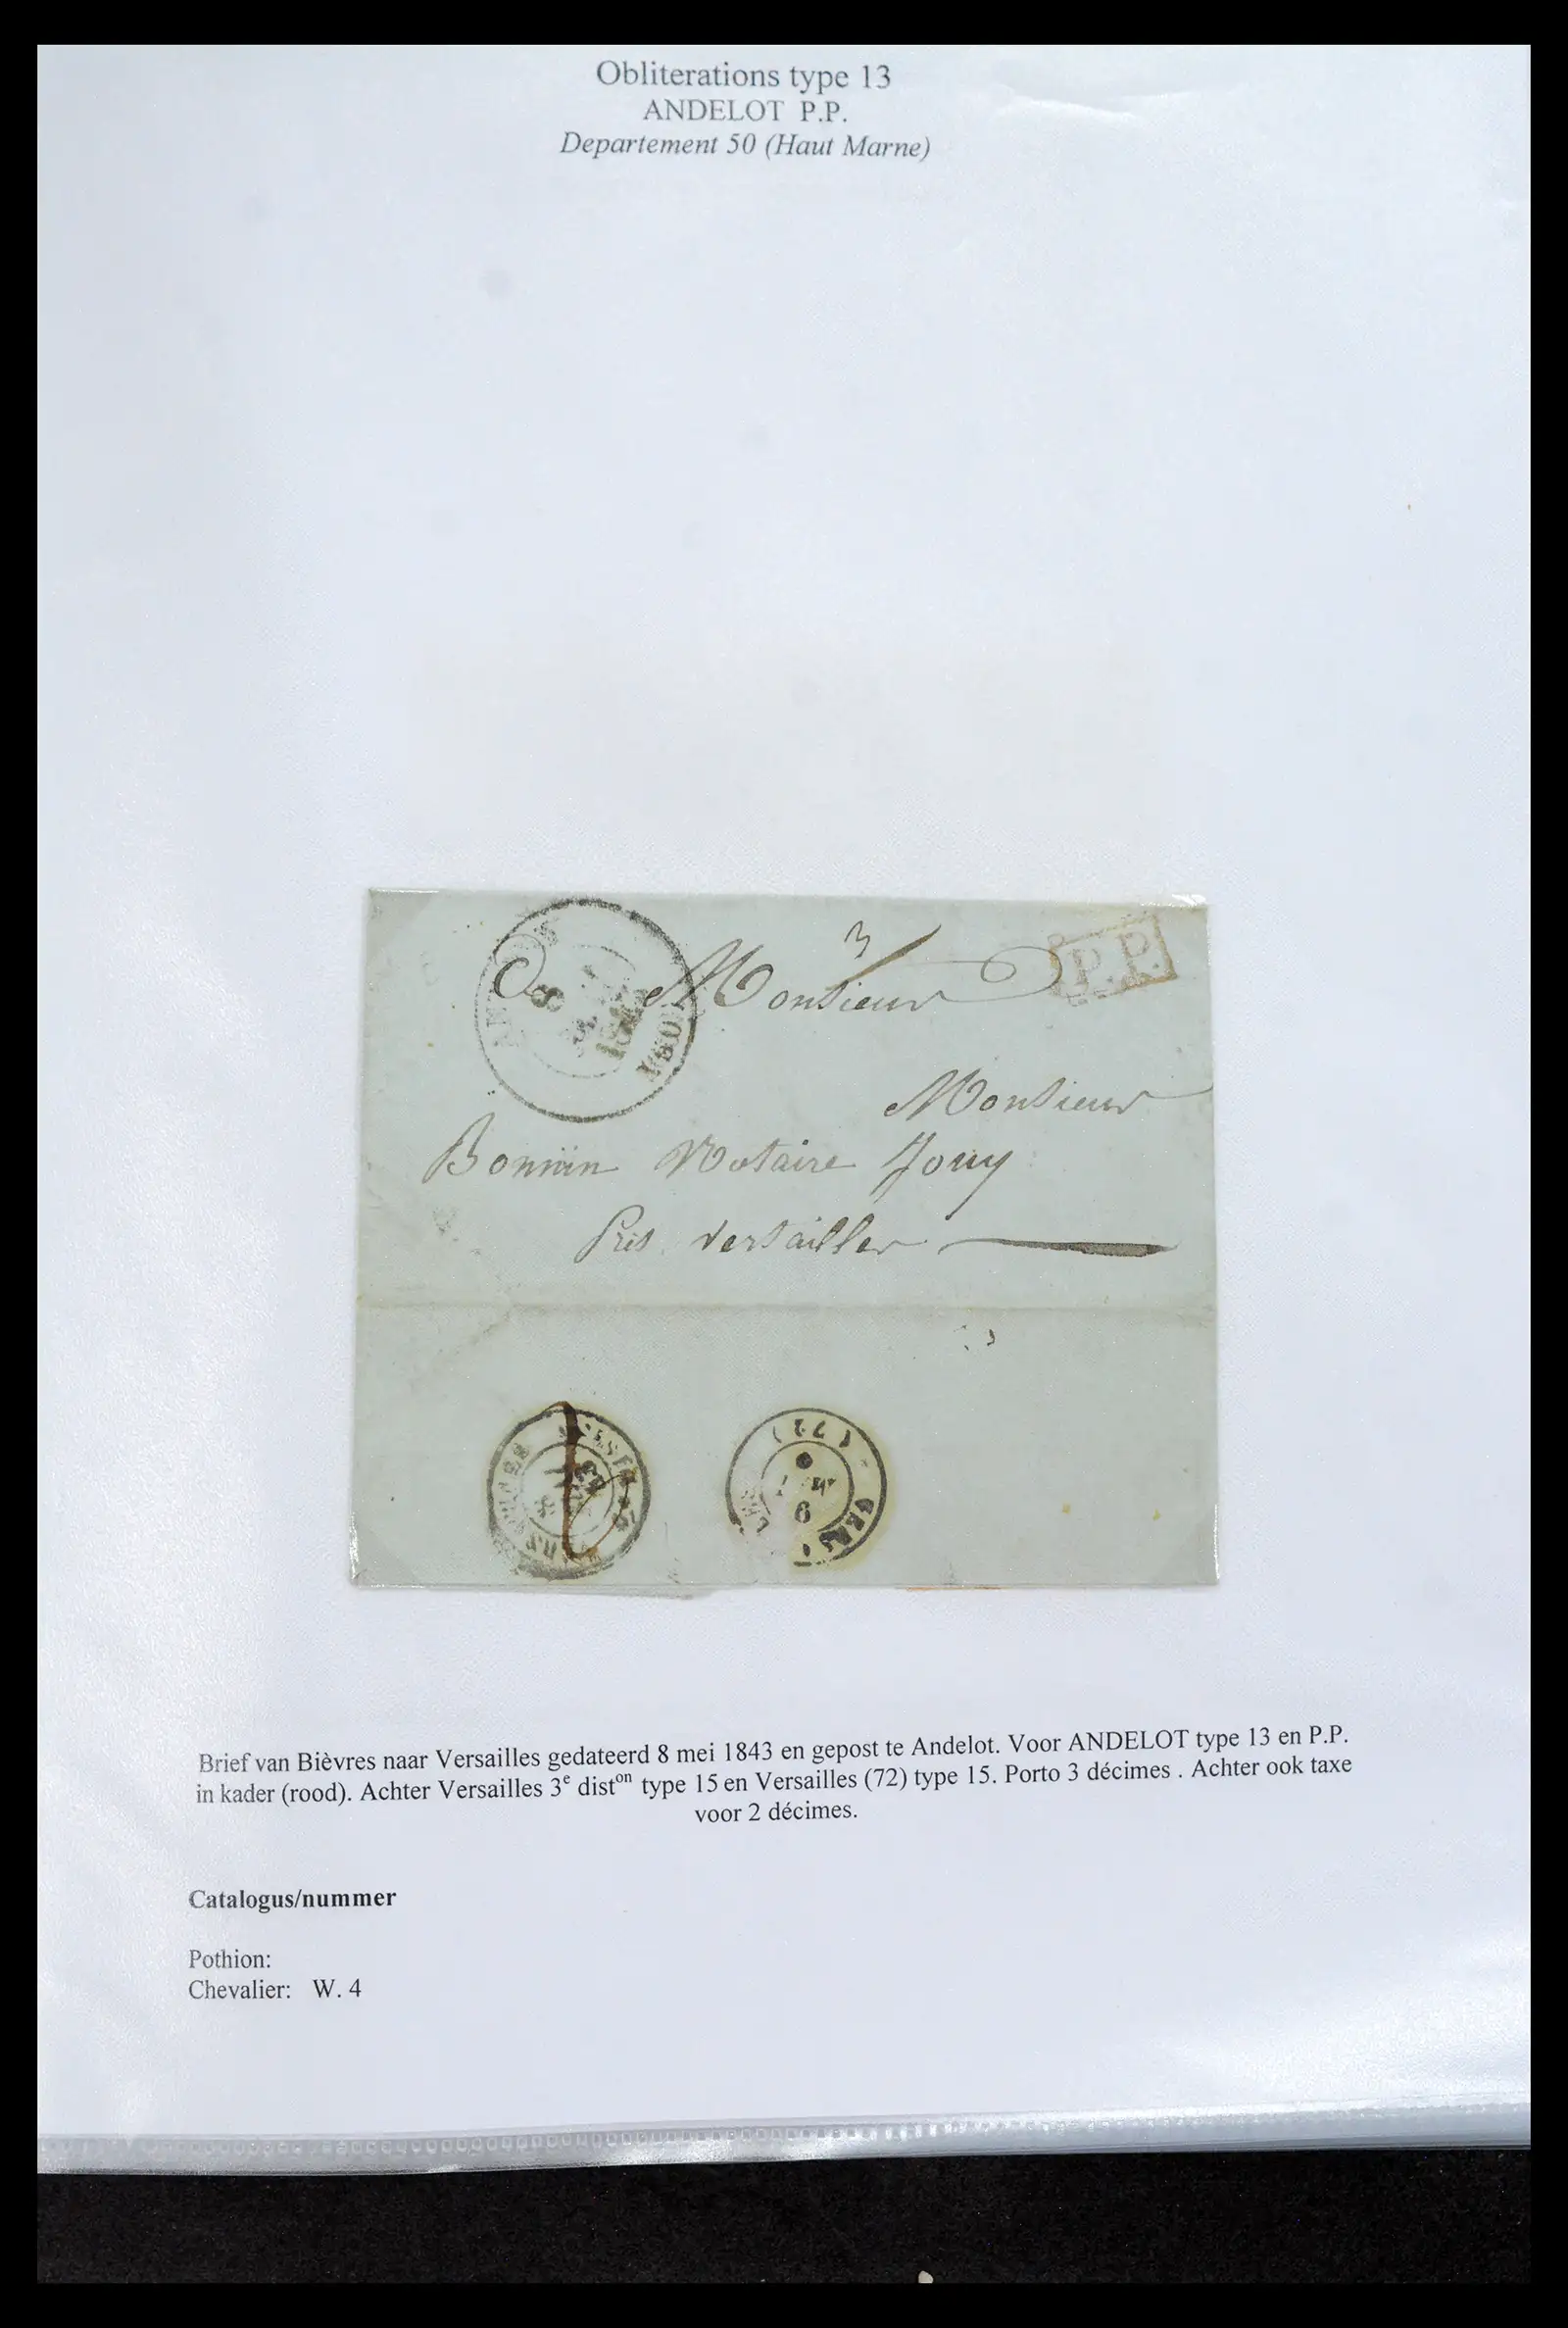 Obliterations type 13
ANDELOT P.P.
Departement 50 (Haut Marne)
3
P.P.
Monsieur
8
Monsieur
Notaire Jouy
Près Versailles
(72)
Brief van Bièvres naar Versailles gedateerd 8 mei 1843 en gepost te Andelot. Voor ANDELOT type 13 en P.P.
in kader (rood). Achter Versailles 3e diston type 15 en Versailles (72) type 15. Porto 3 décimes . Achter ook taxe
voor 2 décimes.
Catalogus/nummer
Pothion:
Chevalier: W. 4